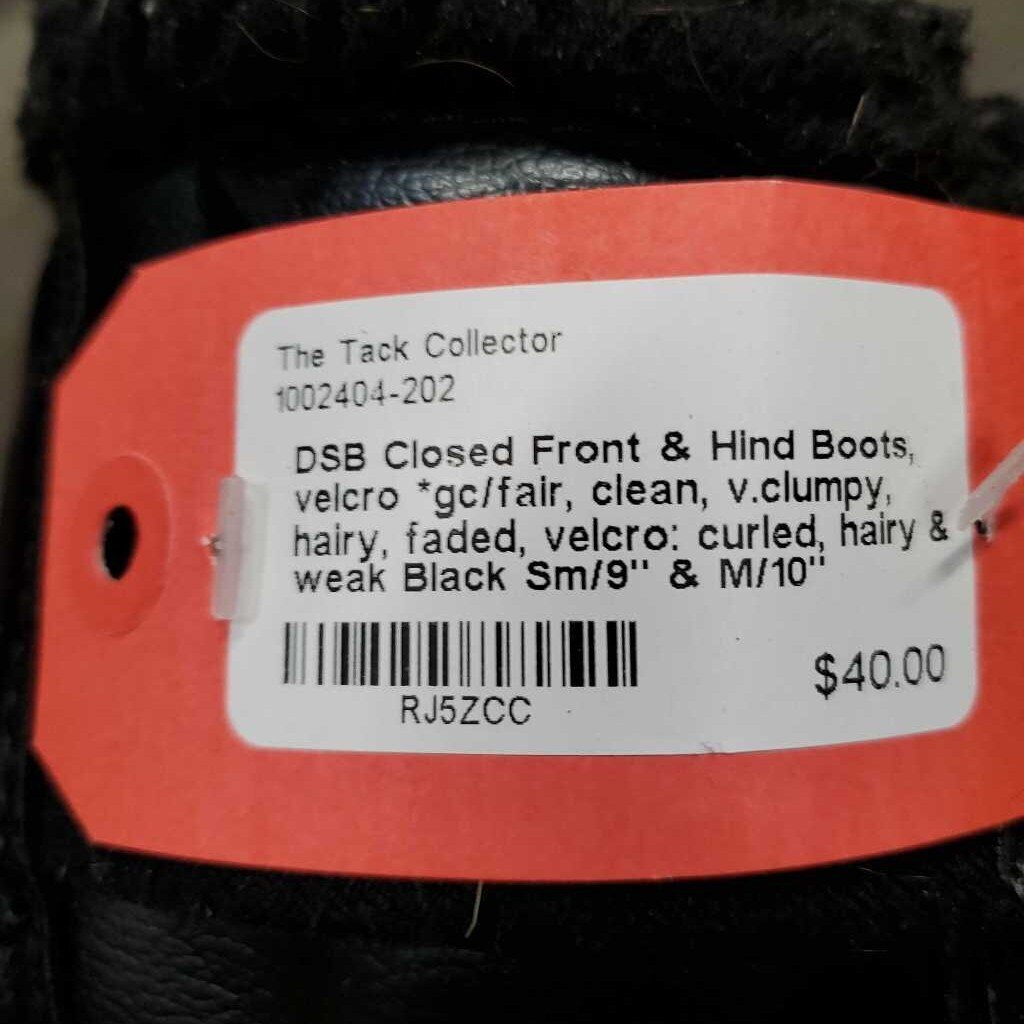 The Tack Collector
1002404-202
DSB Closed Front & Hind Boots,
velcro *gc/fair, clean, v.clumpy,
hairy, faded, velcro: curled, hairy &
weak Black Sm/9" & M/10"
RJ5ZCC
$40.00